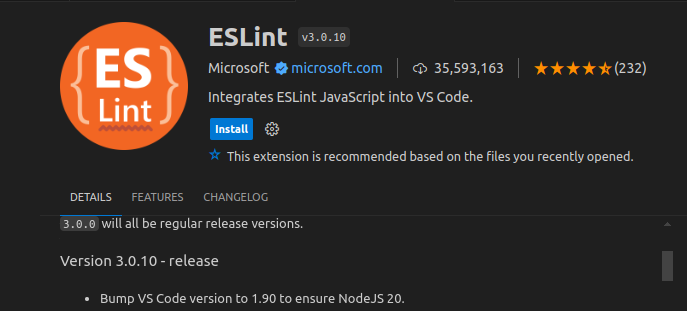 ES
Lint
ESLint v3.0.10
Microsoft microsoft.com 35,593,163 (232)
Integrates ESLint JavaScript into VS Code.
Install
This extension is recommended based on the files you recently opened.
DETAILS FEATURES CHANGELOG
3.0.0 will all be regular release versions.
Version 3.0.10 - release
• Bump VS Code version to 1.90 to ensure NodeJS 20.